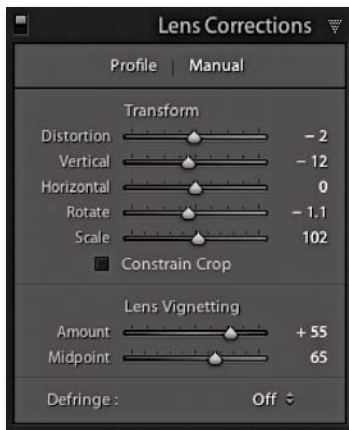 Lens Corrections
Profile | Manual
Transform
Distortion − 2
Vertical − 12
Horizontal 0
Rotate − 1.1
Scale 102
Constrain Crop
Lens Vignetting
Amount + 55
Midpoint 65
Defringe : Off